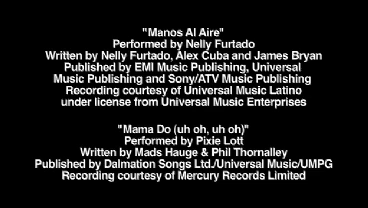 "Manos Al Aire"
Performed by Nelly Furtado
Written by Nelly Furtado, Alex Cuba and James Bryan
Published by EMI Music Publishing, Universal
Music Publishing and Sony/ATV Music Publishing
Recording courtesy of Universal Music Latino
under license from Universal Music Enterprises
"Mama Do (uh oh, uh oh)"
Performed by Pixie Lott
Written by Mads Hauge & Phil Thornalley
Published by Dalmation Songs Ltd./Universal Music/UMPG
Recording courtesy of Mercury Records Limited